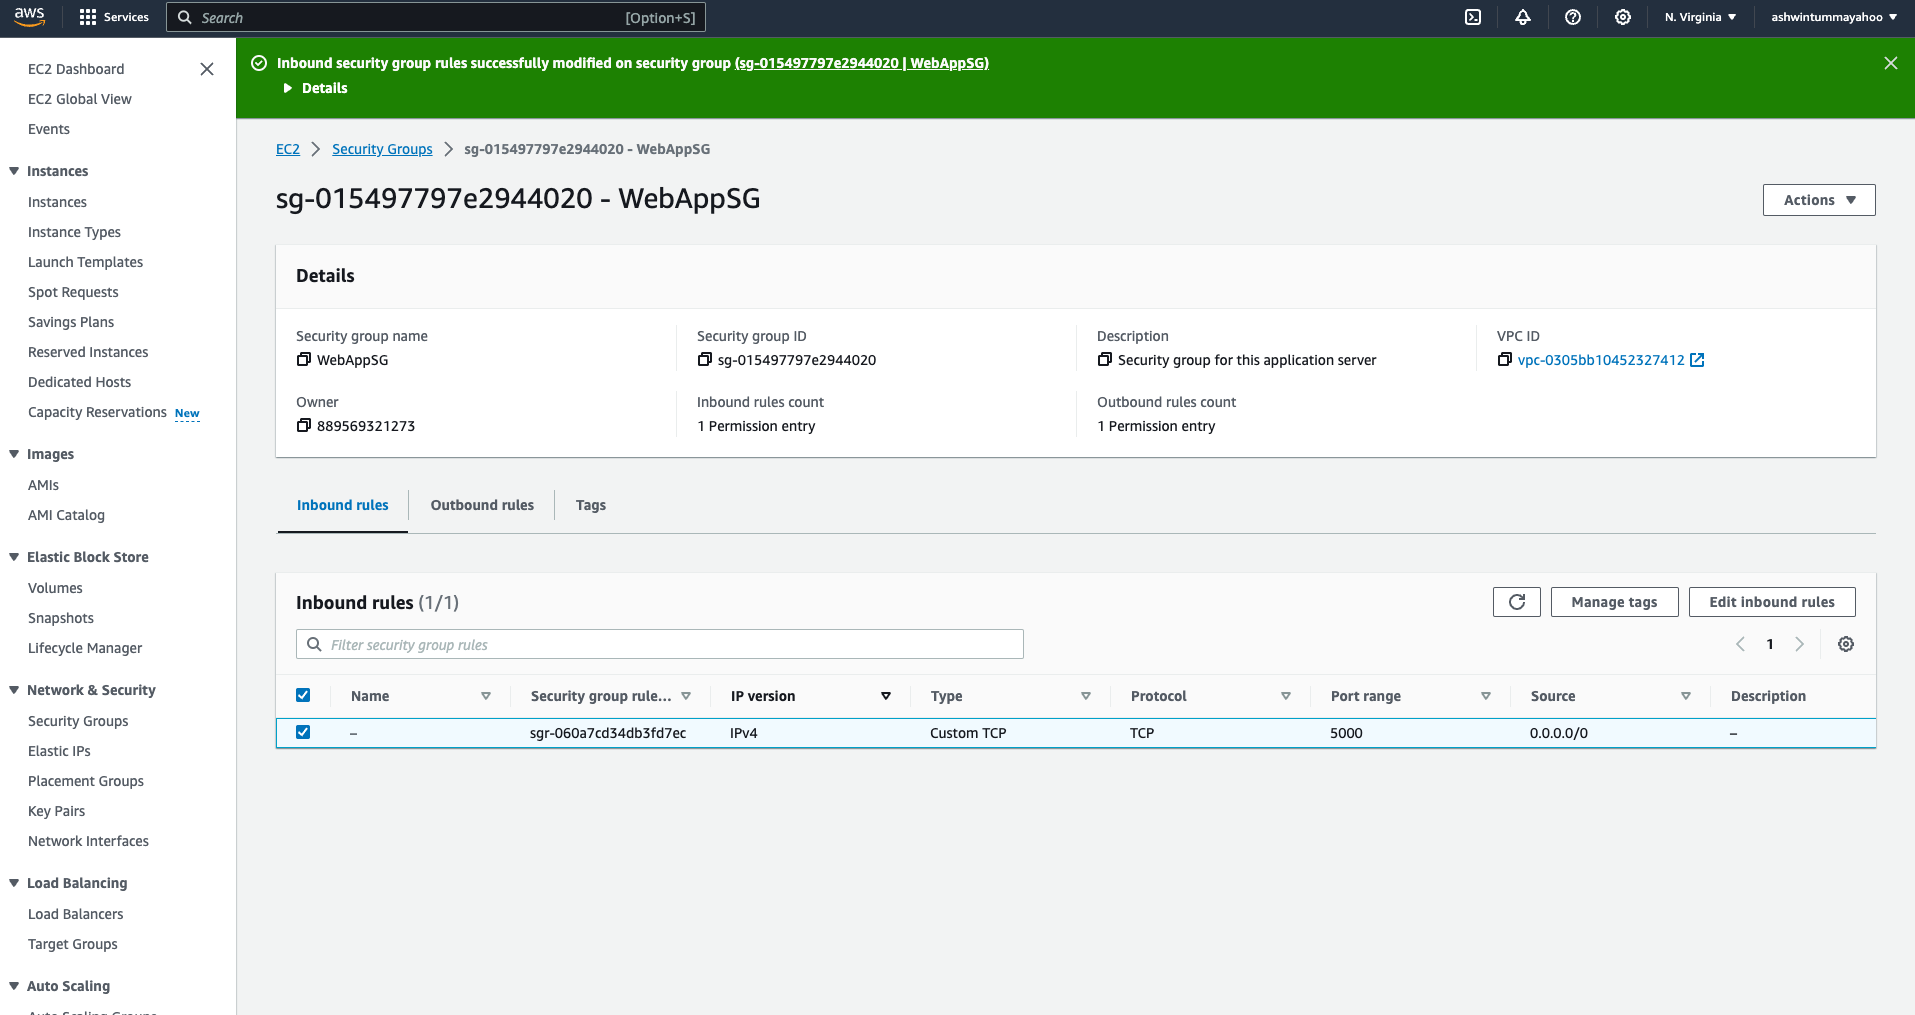 aws
Services
Search
[Option+S]
N. Virginia
ashwintummayahoo
EC2 Dashboard
EC2 Global View
Events
Instances
Instances
Instance Types
Launch Templates
Spot Requests
Savings Plans
Reserved Instances
Dedicated Hosts
Capacity Reservations New
Images
AMIs
AMI Catalog
Elastic Block Store
Volumes
Snapshots
Lifecycle Manager
Network & Security
Security Groups
Elastic IPs
Placement Groups
Key Pairs
Network Interfaces
Load Balancing
Load Balancers
Target Groups
Auto Scaling
Auto Scaling Groups
Inbound security group rules successfully modified on security group (sg-015497797e2944020 | WebAppSG)
Details
EC2 > Security Groups > sg-015497797e2944020 - WebAppSG
sg-015497797e2944020 - WebAppSG
Actions
Details
Security group name
WebAppSG
Security group ID
sg-015497797e2944020
Description
Security group for this application server
VPC ID
vpc-0305bb10452327412
Owner
889569321273
Inbound rules count
1 Permission entry
Outbound rules count
1 Permission entry
Inbound rules
Outbound rules
Tags
Inbound rules (1/1)
Manage tags
Edit inbound rules
Filter security group rules
1
Name Security group rule... IP version Type Protocol Port range Source Description
– sgr-060a7cd34db3fd7ec IPv4 Custom TCP TCP 5000 0.0.0.0/0 –